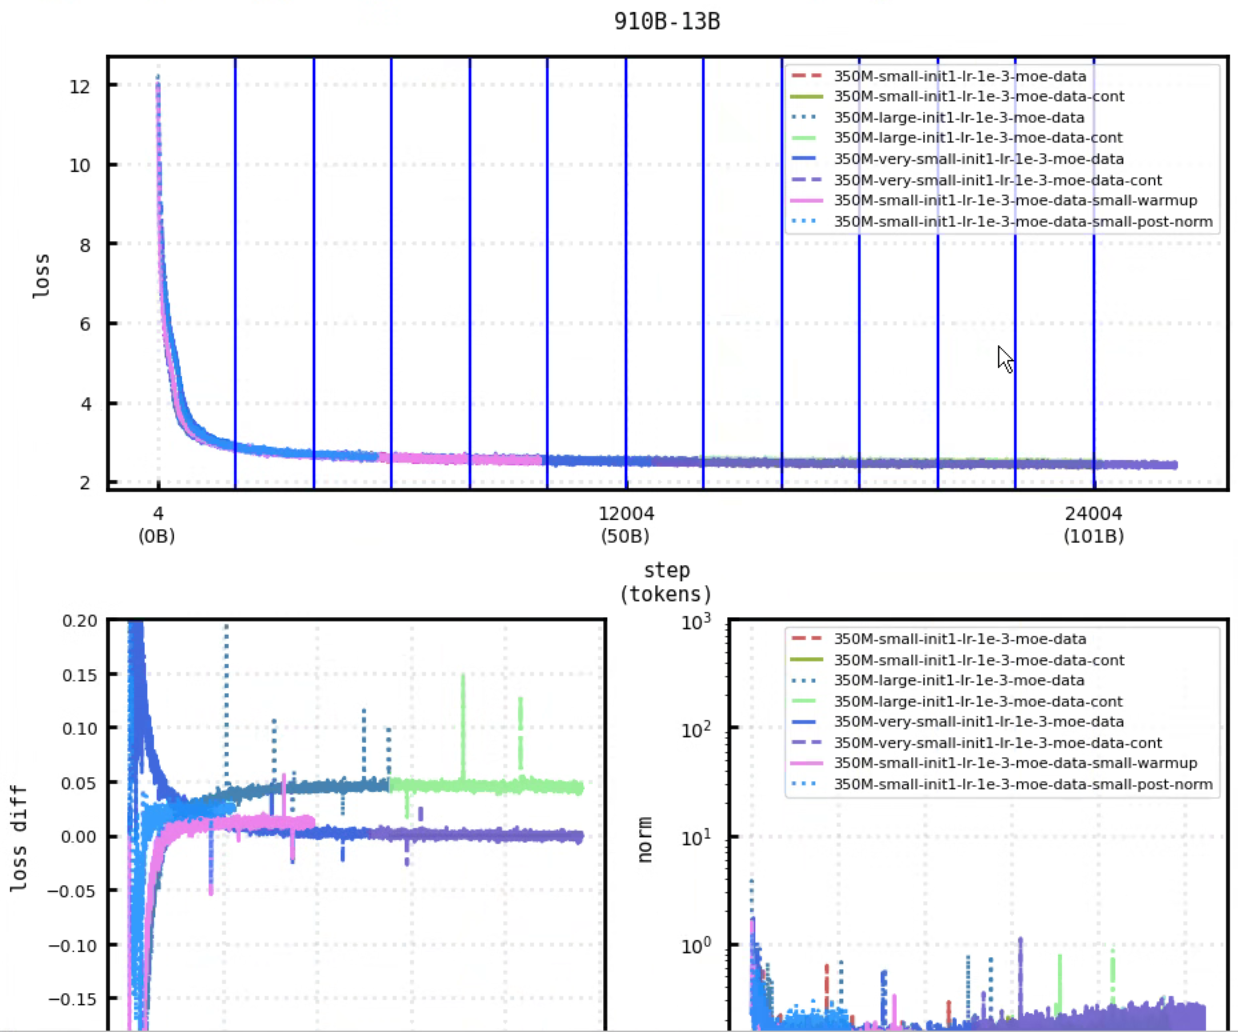 910B-13B
12
10
8
6
4
2
loss
350M-small-init1-lr-1e-3-moe-data
350M-small-init1-lr-1e-3-moe-data-cont
350M-large-init1-lr-1e-3-moe-data
350M-large-init1-lr-1e-3-moe-data-cont
350M-very-small-init1-lr-1e-3-moe-data
350M-very-small-init1-lr-1e-3-moe-data-cont
350M-small-init1-lr-1e-3-moe-data-small-warmup
350M-small-init1-lr-1e-3-moe-data-small-post-norm
4 12004 24004
(0B) (50B) (101B)
step
(tokens)
0.20
0.15
0.10
0.05
0.00
−0.05
−0.10
−0.15
loss diff
10³
10²
10¹
10⁰
norm
350M-small-init1-lr-1e-3-moe-data
350M-small-init1-lr-1e-3-moe-data-cont
350M-large-init1-lr-1e-3-moe-data
350M-large-init1-lr-1e-3-moe-data-cont
350M-very-small-init1-lr-1e-3-moe-data
350M-very-small-init1-lr-1e-3-moe-data-cont
350M-small-init1-lr-1e-3-moe-data-small-warmup
350M-small-init1-lr-1e-3-moe-data-small-post-norm